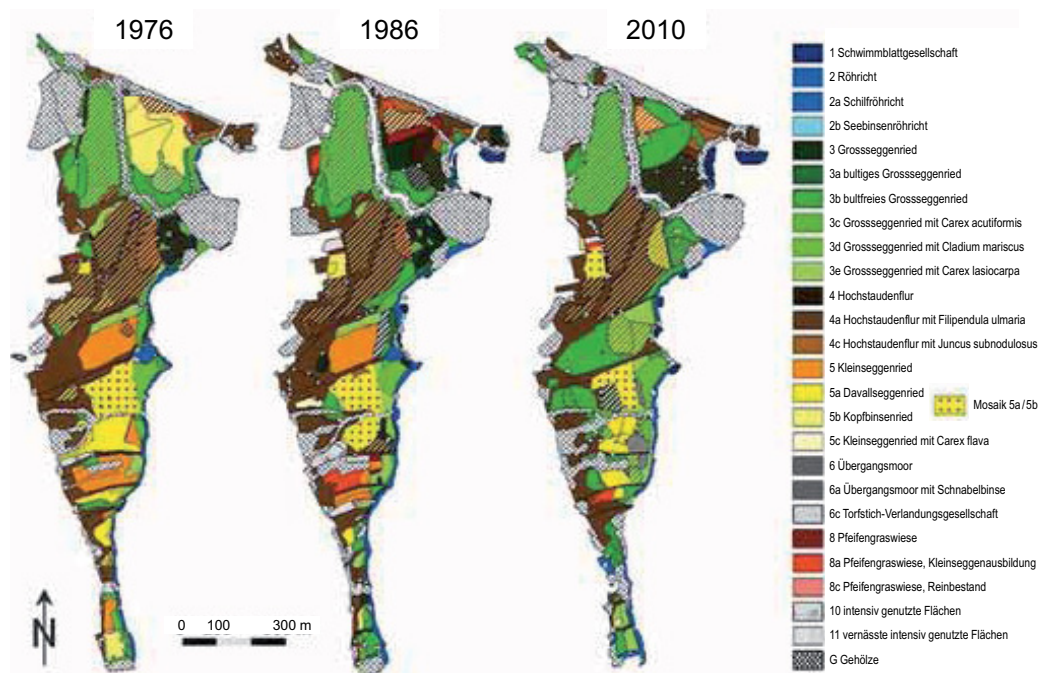 1976
1986
2010
1 Schwimmblattgesellschaft
2 Röhricht
2a Schilfröhricht
2b Seebinsenröhricht
3 Grossseggenried
3a bultiges Grossseggenried
3b bultfreies Grossseggenried
3c Grossseggenried mit Carex acutiformis
3d Grossseggenried mit Cladium mariscus
3e Grossseggenried mit Carex lasiocarpa
4 Hochstaudenflur
4a Hochstaudenflur mit Filipendula ulmaria
4c Hochstaudenflur mit Juncus subnodulosus
5 Kleinseggenried
5a Davallseggenried
Mosaik 5a/5b
5b Kopfbinsenried
5c Kleinseggenried mit Carex flava
6 Übergangsmoor
6a Übergangsmoor mit Schnabelbinse
6c Torfstich-Verlandungsgesellschaft
8 Pfeifengraswiese
8a Pfeifengraswiese, Kleinseggenausbildung
8c Pfeifengraswiese, Reinbestand
10 intensiv genutzte Flächen
11 vernässte intensiv genutzte Flächen
G Gehölze
N
0 100 300 m